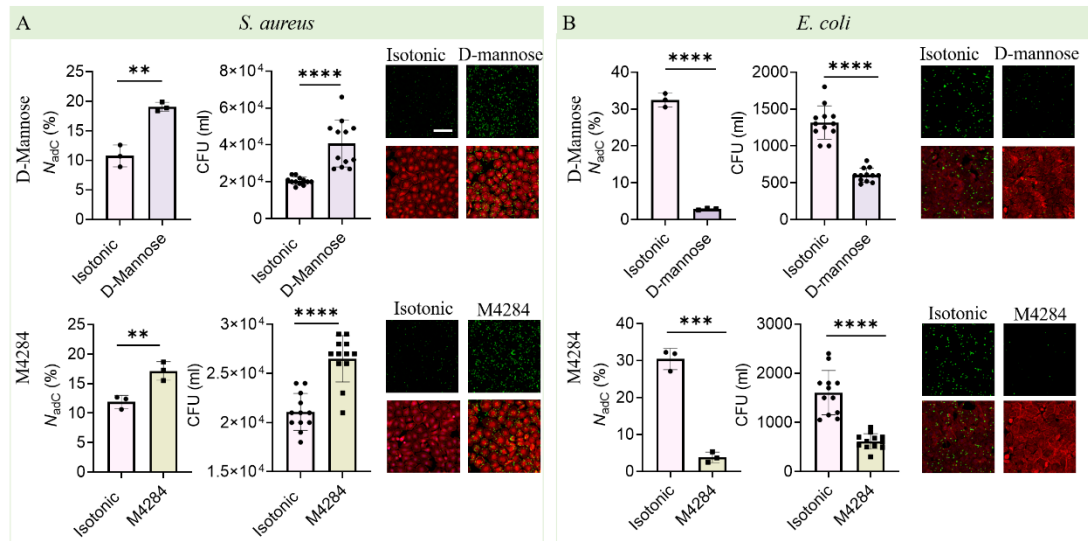 A
S. aureus
D-Mannose
N_adC (%)
25
20
15
10
5
0
**
Isotonic
D-Mannose
CFU (ml)
8×10⁴
6×10⁴
4×10⁴
2×10⁴
0
****
Isotonic
D-Mannose
Isotonic
D-mannose
M4284
N_adC (%)
25
20
15
10
5
0
**
Isotonic
M4284
CFU (ml)
3×10⁴
2.5×10⁴
2×10⁴
1.5×10⁴
****
Isotonic
M4284
Isotonic
M4284
B
E. coli
D-Mannose
N_adC (%)
40
30
20
10
0
****
Isotonic
D-mannose
CFU (ml)
2000
1500
1000
500
0
****
Isotonic
D-mannose
Isotonic
D-mannose
M4284
N_adC (%)
40
30
20
10
0
***
Isotonic
M4284
CFU (ml)
3000
2000
1000
0
****
Isotonic
M4284
Isotonic
M4284